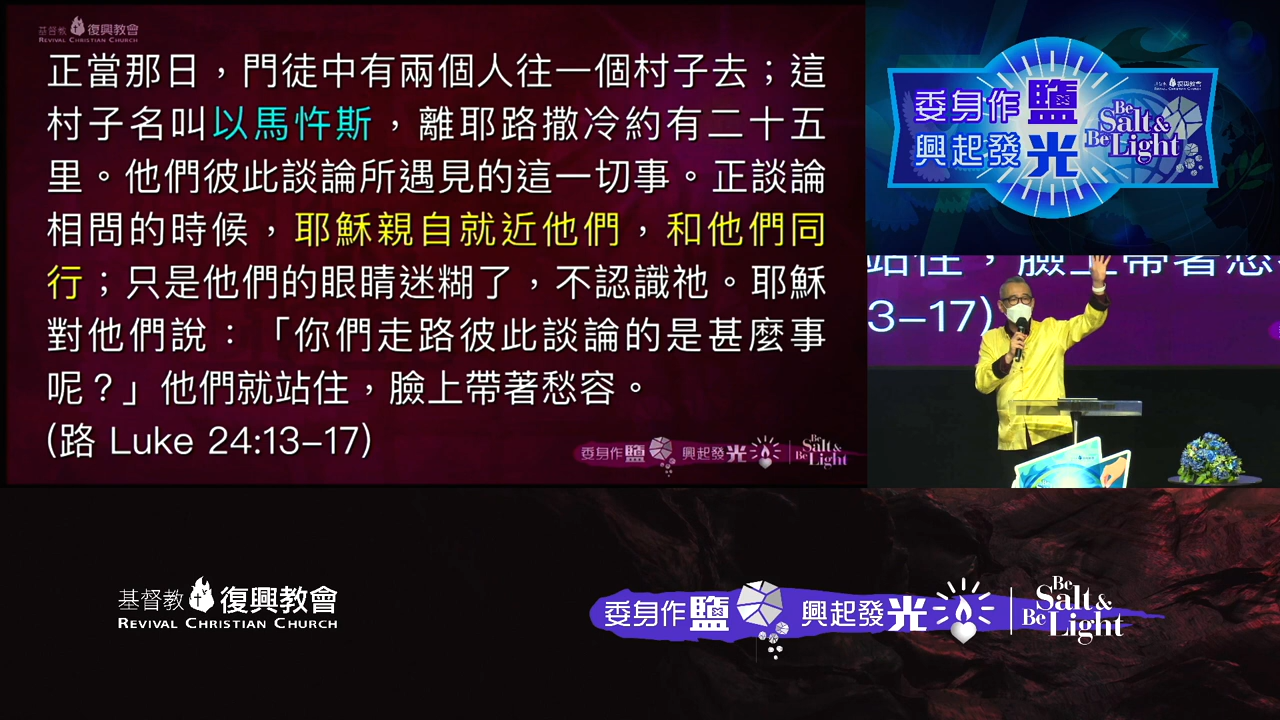 基督教 復興教會
REVIVAL CHRISTIAN CHURCH
正當那日，門徒中有兩個人往一個村子去；這
村子名叫以馬忤斯，離耶路撒冷約有二十五
里。他們彼此談論所遇見的這一切事。正談論
相問的時候，耶穌親自就近他們，和他們同
行；只是他們的眼睛迷糊了，不認識祂。耶穌
對他們說：「你們走路彼此談論的是甚麼事
呢？」他們就站住，臉上帶著愁容。
(路 Luke 24:13–17)
委身作鹽 興起發光
Be
Salt&
Be Light
委身作鹽
興起發光
Be
Salt&
Be Light
站住，臉上帶著愁
3–17)
基督教 復興教會
REVIVAL CHRISTIAN CHURCH
委身作鹽 興起發光
Be
Salt&
Be Light